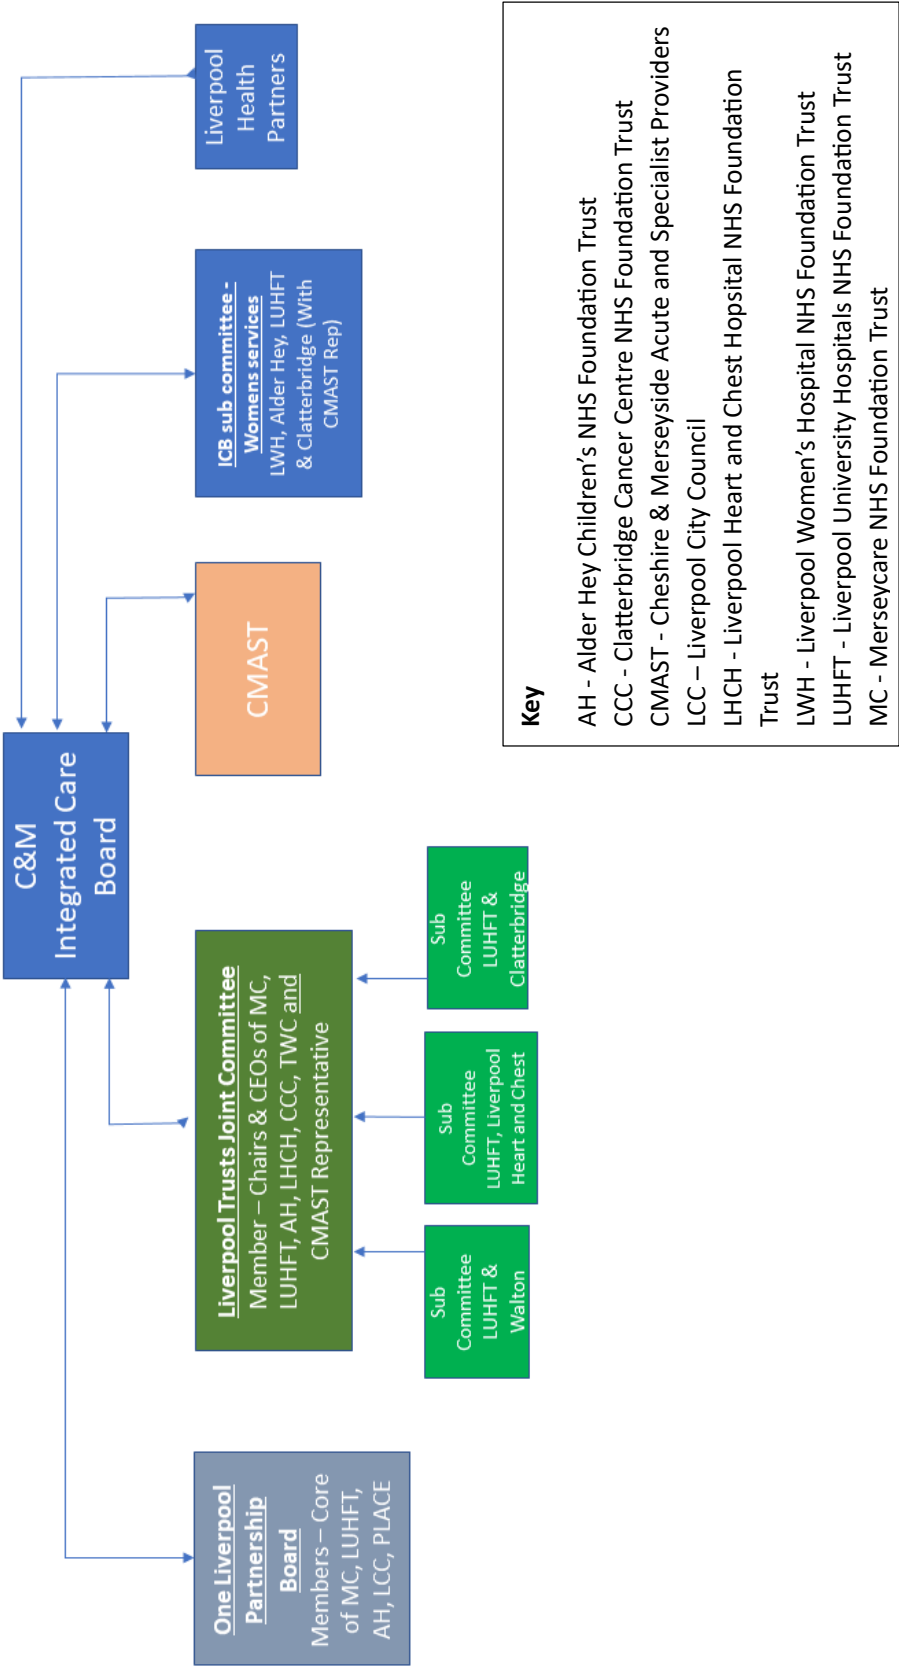 C&M
Integrated Care
Board
One Liverpool
Partnership
Board
Members – Core
of MC, LUHFT,
AH, LCC, PLACE
Liverpool Trusts Joint Committee
Member – Chairs & CEOs of MC,
LUHFT, AH, LHCH, CCC, TWC and
CMAST Representative
CMAST
ICB sub committee -
Womens services
LWH, Alder Hey, LUHFT
& Clatterbridge (With
CMAST Rep)
Liverpool
Health
Partners
Sub
Committee
LUHFT &
Walton
Sub
Committee
LUHFT, Liverpool
Heart and Chest
Sub
Committee
LUHFT &
Clatterbridge
Key
AH - Alder Hey Children’s NHS Foundation Trust
CCC - Clatterbridge Cancer Centre NHS Foundation Trust
CMAST - Cheshire & Merseyside Acute and Specialist Providers
LCC – Liverpool City Council
LHCH - Liverpool Heart and Chest Hopsital NHS Foundation
Trust
LWH - Liverpool Women’s Hospital NHS Foundation Trust
LUHFT - Liverpool University Hospitals NHS Foundation Trust
MC - Merseycare NHS Foundation Trust